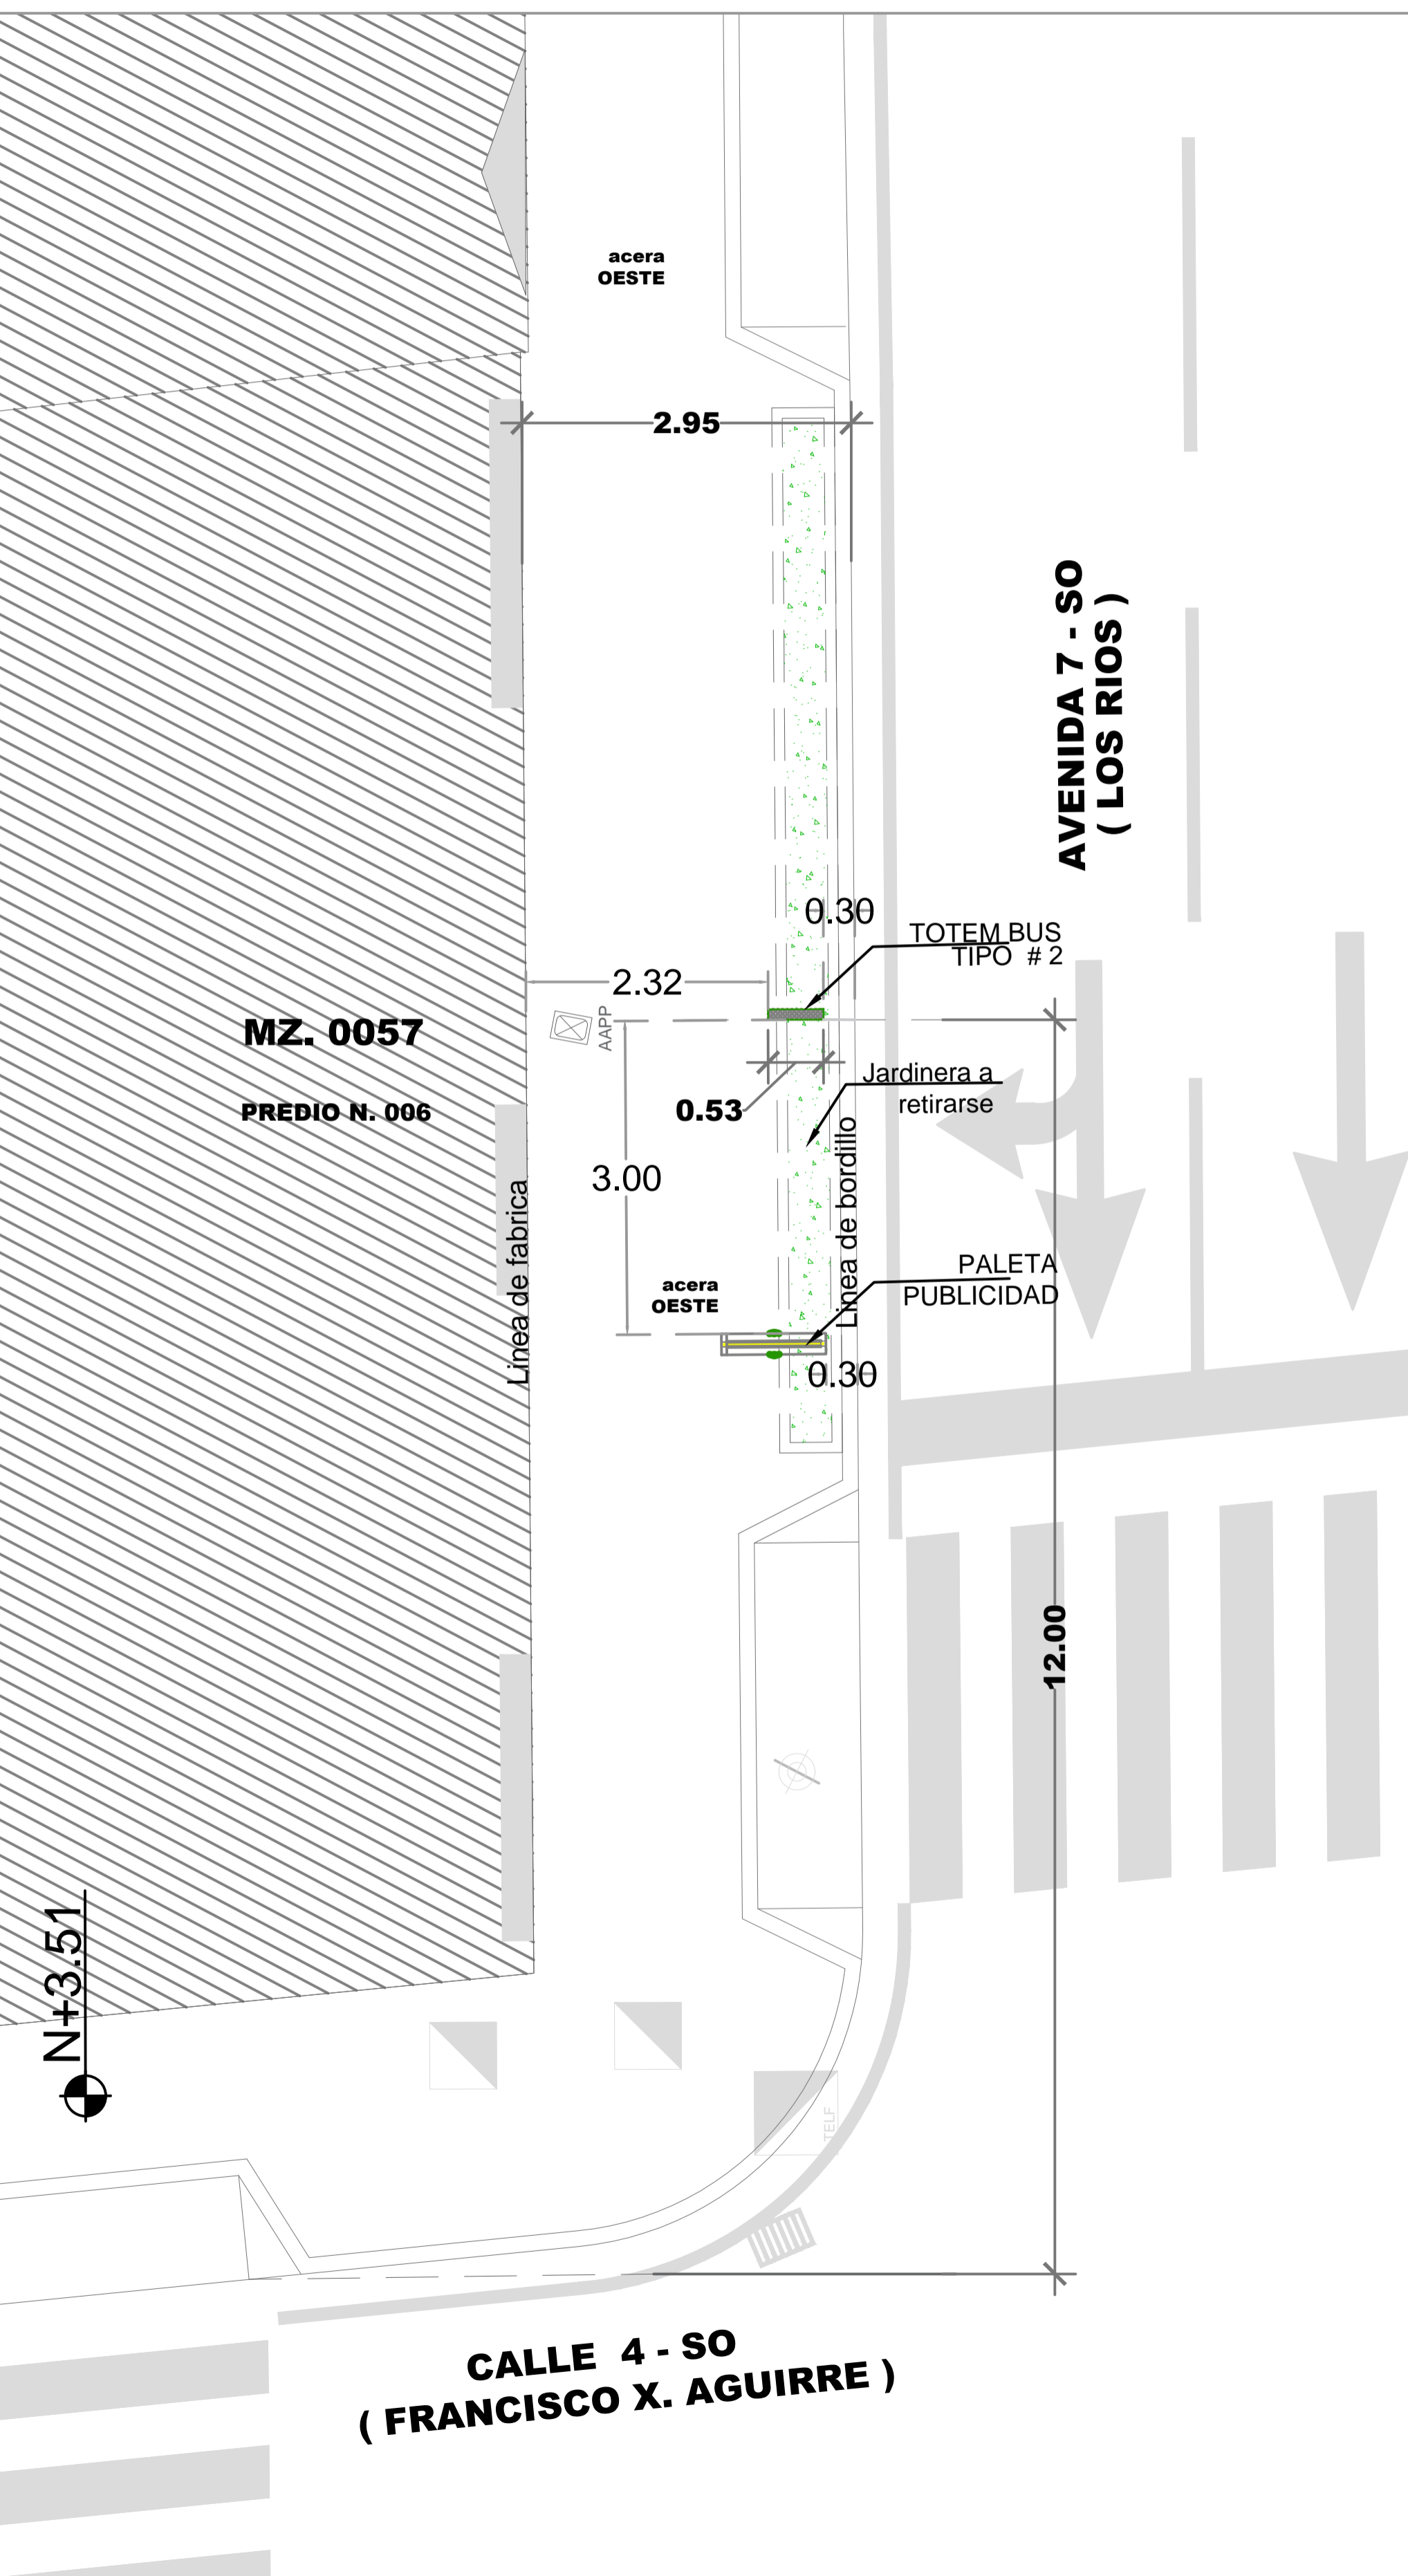 acera
OESTE
2.95
AVENIDA 7 - SO
( LOS RIOS )
0.30
TOTEM BUS
TIPO # 2
2.32
AAPP
MZ. 0057
Jardinera a
retirarse
0.53
PREDIO N. 006
3.00
Linea de fabrica
Linea de bordillo
PALETA
PUBLICIDAD
acera
OESTE
0.30
12.00
N+3.51
TELF
CALLE 4 - SO
( FRANCISCO X. AGUIRRE )